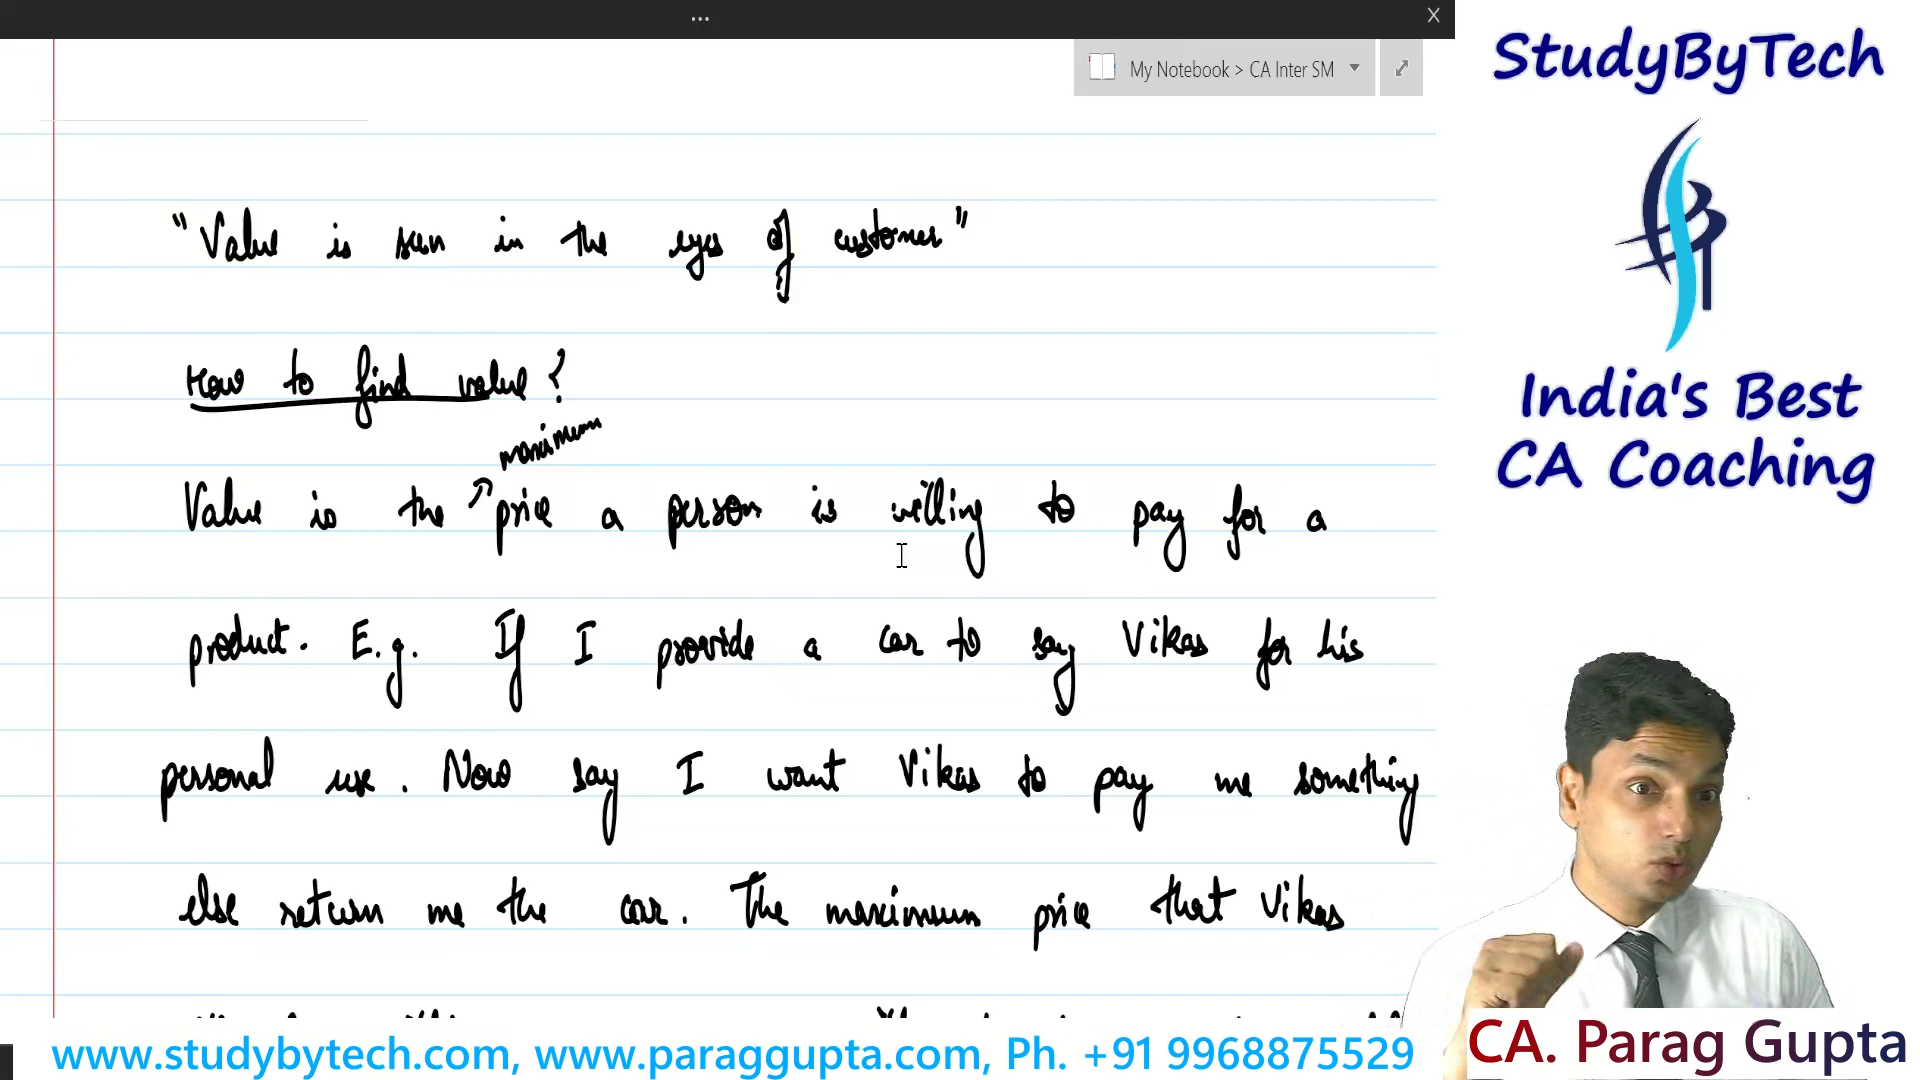 ...
X
My Notebook > CA Inter SM
StudyByTech
"Value is seen in the eyes of customer"
How to find value?
maximum
Value is the price a person is willing to pay for a
product. E.g. If I provide a car to say Vikas for his
personal use. Now say I want Vikas to pay me something
else return me the car. The maximum price that Vikas
India's Best
CA Coaching
www.studybytech.com, www.paraggupta.com, Ph. +91 9968875529
CA. Parag Gupta